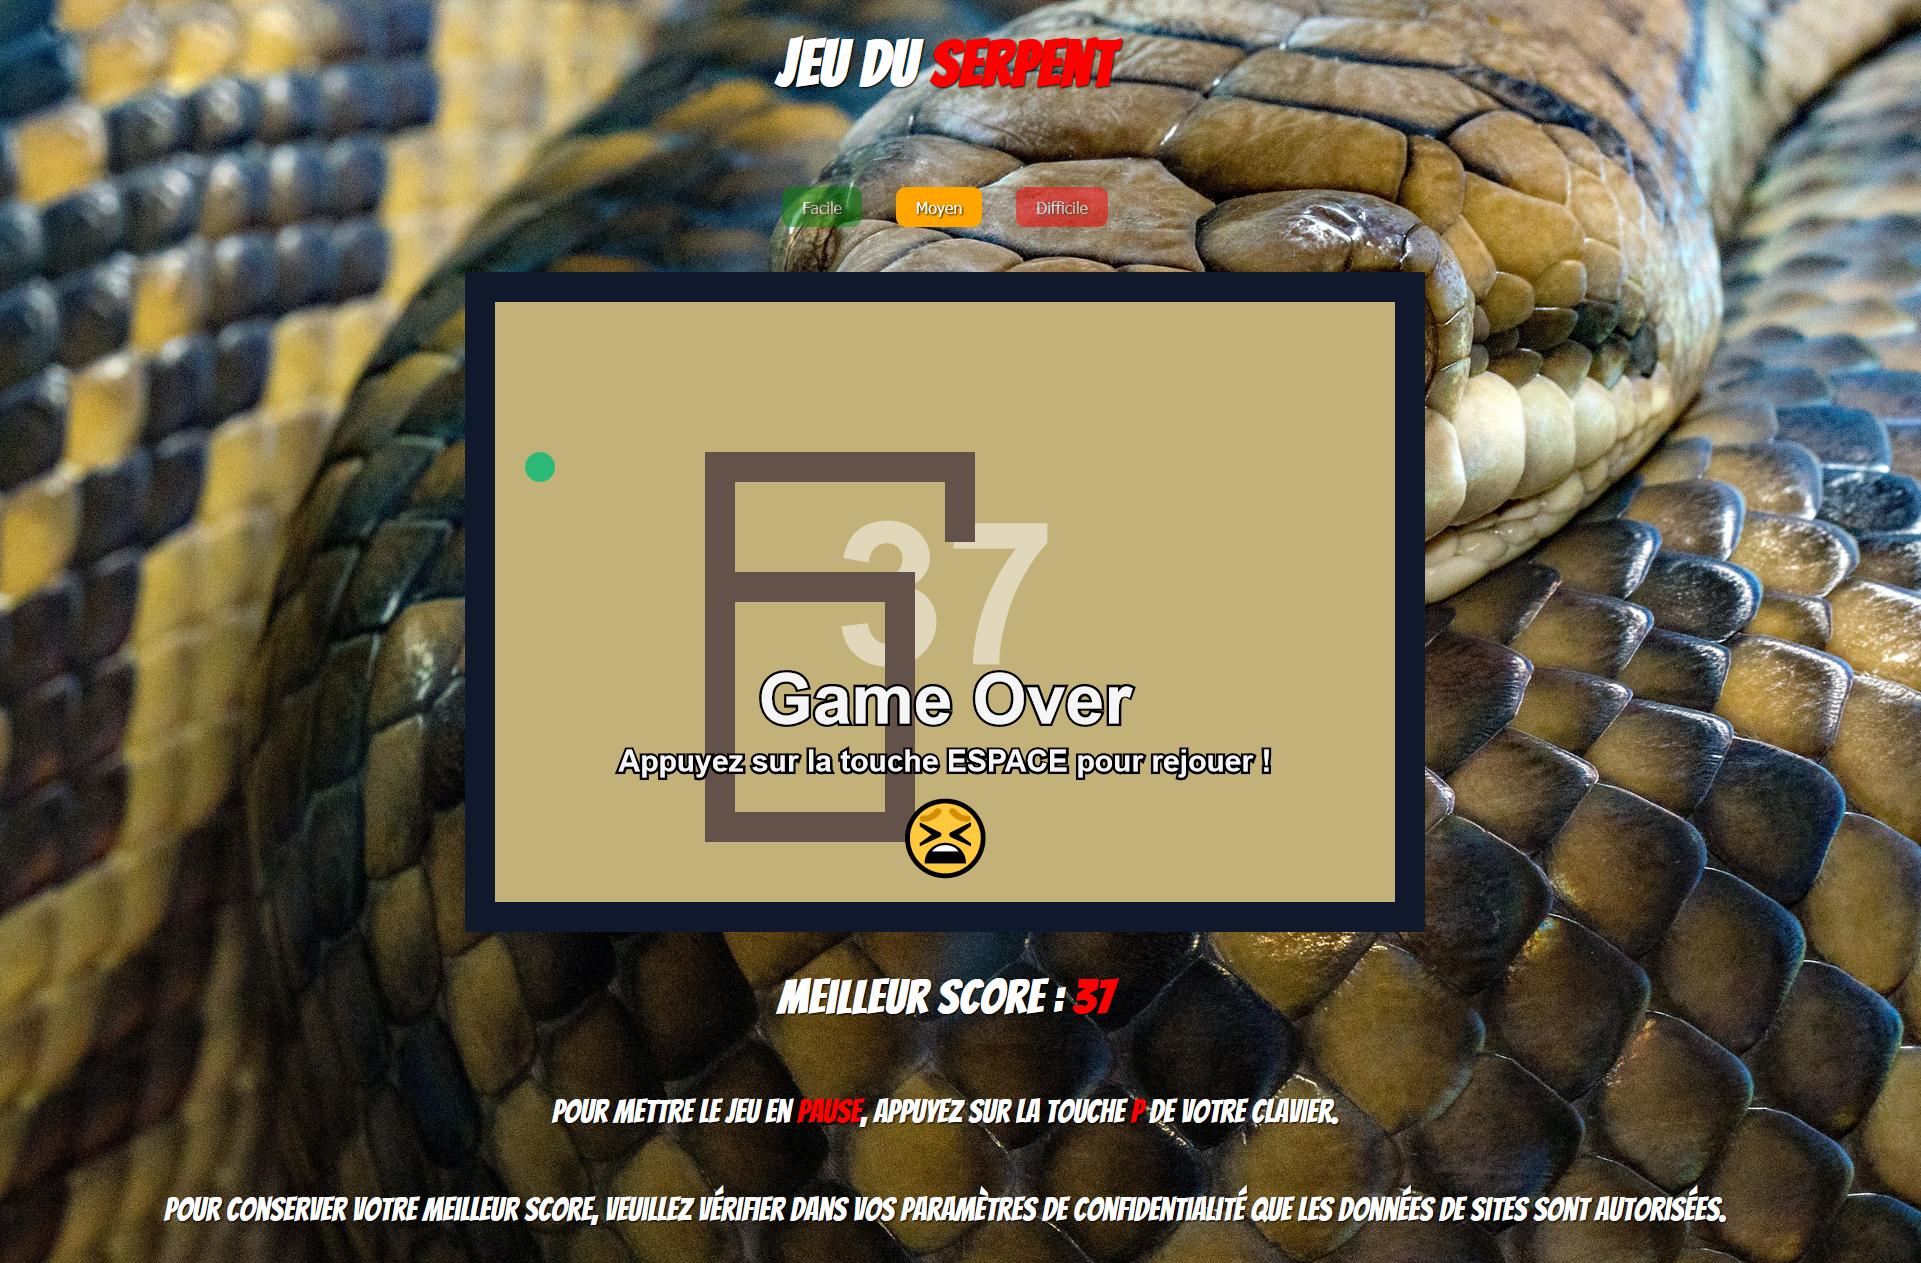 JEU DU SERPENT
Facile Moyen Difficile
37
Game Over
Appuyez sur la touche ESPACE pour rejouer !
MEILLEUR SCORE : 37
POUR METTRE LE JEU EN PAUSE, APPUYEZ SUR LA TOUCHE P DE VOTRE CLAVIER.
POUR CONSERVER VOTRE MEILLEUR SCORE, VEUILLEZ VÉRIFIER DANS VOS PARAMÈTRES DE CONFIDENTIALITÉ QUE LES DONNÉES DE SITES SONT AUTORISÉES.